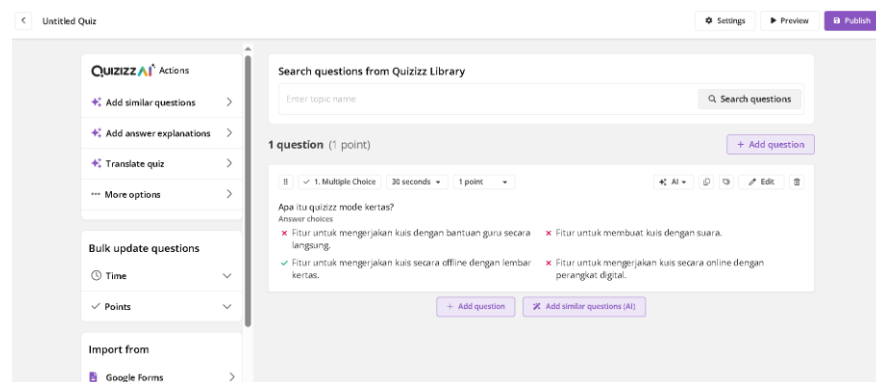 Untitled Quiz
Settings
Preview
Publish
QUIZIZZ AI Actions
Add similar questions
Add answer explanations
Translate quiz
More options
Bulk update questions
Time
Points
Import from
Google Forms
Search questions from Quizizz Library
Enter topic name
Search questions
1 question (1 point)
+ Add question
1. Multiple Choice
30 seconds
1 point
AI
Edit
Apa itu quizizz mode kertas?
Answer choices
Fitur untuk mengerjakan kuis dengan bantuan guru secara
langsung.
Fitur untuk membuat kuis dengan suara.
Fitur untuk mengerjakan kuis secara offline dengan lembar
kertas.
Fitur untuk mengerjakan kuis secara online dengan
perangkat digital.
+ Add question
Add similar questions (AI)